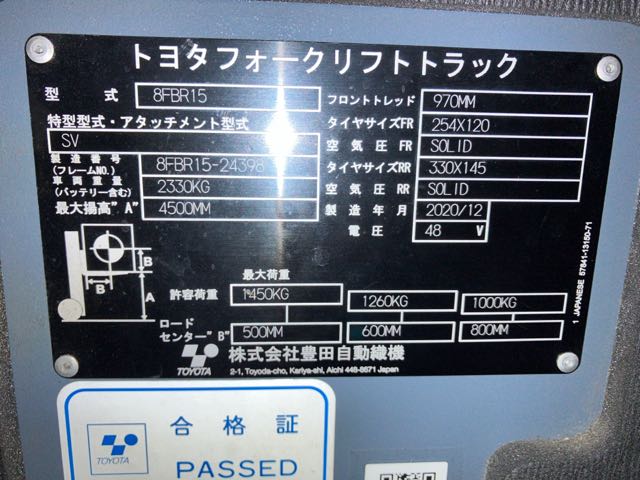 トヨタフォークリフトトラック
型 式 8FBR15
特型型式・アタッチメント型式
SV
製造番号 (フレームNO.) 8FBR15-24398
車両重量 (バッテリー含む) 2330KG
最大揚高"A" 4500MM
フロントトレッド 970MM
タイヤサイズFR 254X120
空気圧FR SOLID
タイヤサイズRR 330X145
空気圧RR SOLID
製造年月 2020/12
電圧 48 V
B
B
A
最大荷重
許容荷重 1450KG 1260KG 1000KG
ロードセンター"B" 500MM 600MM 800MM
TOYOTA
株式会社豊田自動織機
2-1, Toyoda-cho, Kariya-shi, Aichi 448-8671 Japan
1 JAPANESE 57841-13150-71
合格証
TOYOTA
PASSED